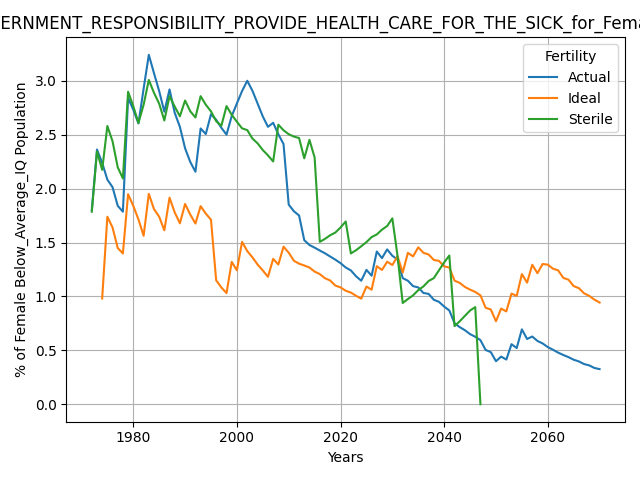 ERNMENT_RESPONSIBILITY_PROVIDE_HEALTH_CARE_FOR_THE_SICK_for_Fema
Fertility
Actual
Ideal
Sterile
% of Female Below_Average_IQ Population
3.0
2.5
2.0
1.5
1.0
0.5
0.0
1980 2000 2020 2040 2060
Years